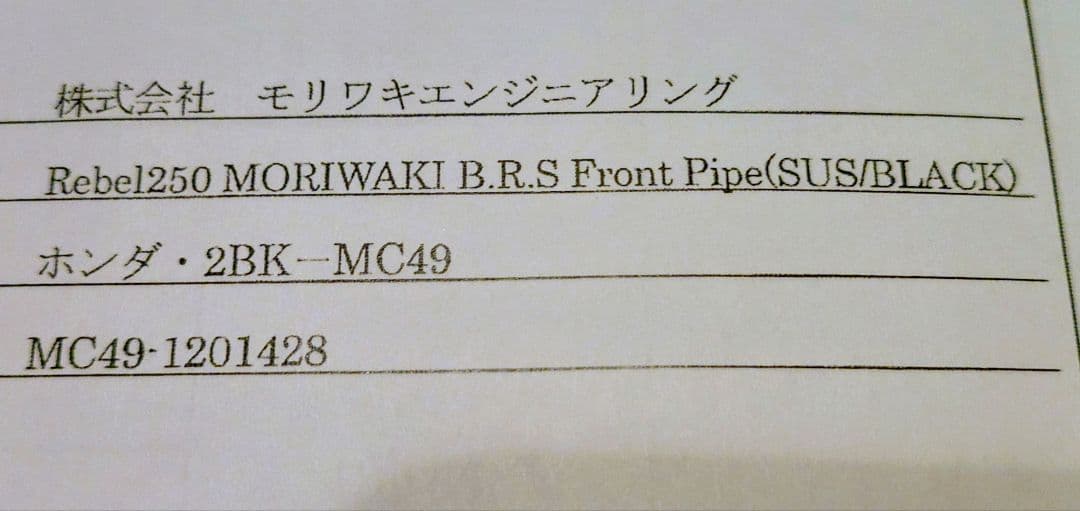 株式会社　モリワキエンジニアリング
Rebel250 MORIWAKI B.R.S Front Pipe(SUS/BLACK)
ホンダ・2BK－MC49
MC49-1201428